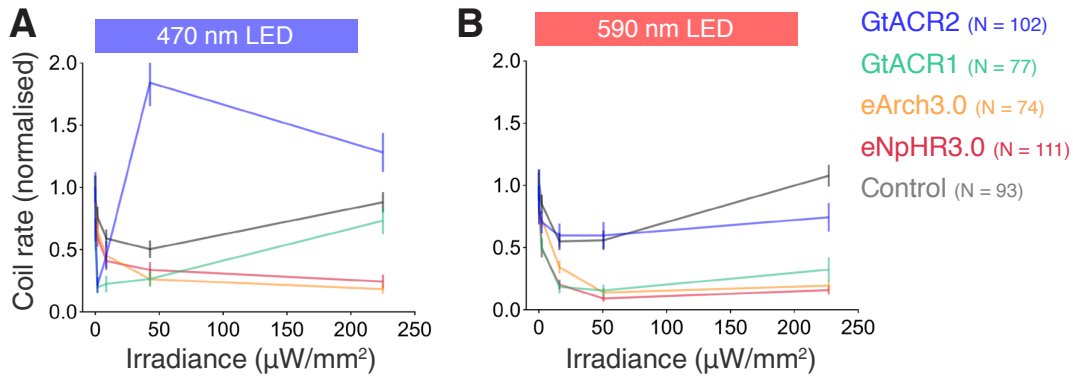 A
470 nm LED
Coil rate (normalised)
2.0
1.5
1.0
0.5
0.0
0 50 100 150 200 250
Irradiance (µW/mm²)
B
590 nm LED
2.0
1.5
1.0
0.5
0.0
0 50 100 150 200 250
Irradiance (µW/mm²)
GtACR2 (N = 102)
GtACR1 (N = 77)
eArch3.0 (N = 74)
eNpHR3.0 (N = 111)
Control (N = 93)